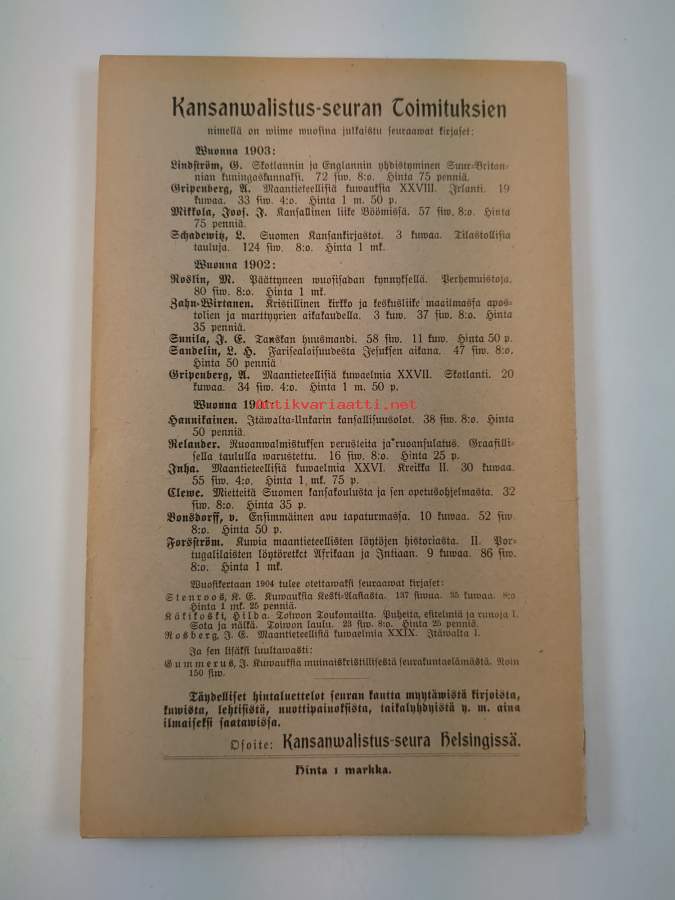 Kansanwalistus-seuran Toimituksien
nimellä on wiime wuosina julkaistu seuraawat kirjaset:
Wuonna 1903:
Lindström, G. Skotlannin ja Englannin yhdistyminen Suur-Britan-
nian kuningaskunnaksi. 72 siw. 8:o. Hinta 75 penniä.
Gripenberg, A. Maantieteellisiä kuwauksia XXVIII. Irlanti. 19
kuwaa. 33 siw. 4:o. Hinta 1 m. 50 p.
Mikkola, Joos. J. Kansallinen liike Böömissä. 57 siw. 8:o. Hinta
75 penniä.
Schadewitz, L. Suomen Kansankirjastot. 3 kuwaa. Tilastollisia
tauluja. 124 siw. 8:o. Hinta 1 mk.
Wuonna 1902:
Roslin, M. Päättyneen wuosisadan kynnyksellä. Perhemuistoja.
80 siw. 8:o. Hinta 1 mk.
Zahn-Wirtanen. Kristillinen kirkko ja keskusliike maailmassa apos-
tolien ja marttyyrien aikakaudella. 3 kuw. 37 siw. 8:o. Hinta
35 penniä.
Sunila, J. E. Tanskan huusmandi. 58 siw. 11 kuw. Hinta 50 p.
Sandelin, L. H. Farisealaisuudesta Jesuksen aikana. 47 siw. 8:o.
Hinta 50 penniä
Gripenberg, A. Maantieteellisiä kuwaelmia XXVII. Skotlanti. 20
kuwaa. 34 siw. 4:o. Hinta 1 m. 50 p.
Wuonna 1901:
antikvariaatti.net
Hannikainen. Itäwalta-Unkarin kansallisuusolot. 38 siw. 8:o. Hinta
50 penniä.
Relander. Ruoanwalmistuksen perusteita ja ruoansulatus. Graafilli-
sella taululla warustettu. 16 siw. 8:o. Hinta 25 p.
Inha. Maantieteellisiä kuwaelmia XXVI. Kreikka II. 30 kuwaa.
55 siw. 4:o. Hinta 1 mk. 75 p.
Clewe. Mietteitä Suomen kansakoulusta ja sen opetusohjelmasta. 32
siw. 8:o. Hinta 35 p.
Bonsdorff, v. Ensimmäinen apu tapaturmassa. 10 kuwaa. 52 siw.
8:o. Hinta 50 p.
Forsström. Kuwia maantieteellisten löytöjen historiasta. II. Por-
tugalilaisten löytöretket Afrikaan ja Intiaan. 9 kuwaa. 86 siw.
8:o. Hinta 1 mk.
Wuosikertaan 1904 tulee otettawaksi seuraawat kirjaset:
Stenroos, K. E. Kuwauksia Keski-Aasiasta. 137 siwua. 35 kuwaa. 8:o
Hinta 1 mk. 25 penniä.
Käkikoski, Hilda. Toiwon Toukomailta. Puheita, esitelmiä ja runoja I.
Sota ja nälkä. Toiwon laulu. 23 siw. 8:o. Hinta 25 penniä.
Rosberg, J. E. Maantieteellisiä kuwaelmia XXIX. Itäwalta I.
Ja sen lisäksi luultawasti:
Gummerus, J. Kuwauksia muinaiskristillisestä seurakuntaelämästä. Noin
150 siw.
Täydelliset hintaluettelot seuran kautta myytäwistä kirjoista,
kuwista, lehtisistä, nuottipainoksista, taikalyhdyistä y. m. aina
ilmaiseksi saatawissa.
Osoite: Kansanwalistus-seura Helsingissä.
Hinta 1 markka.